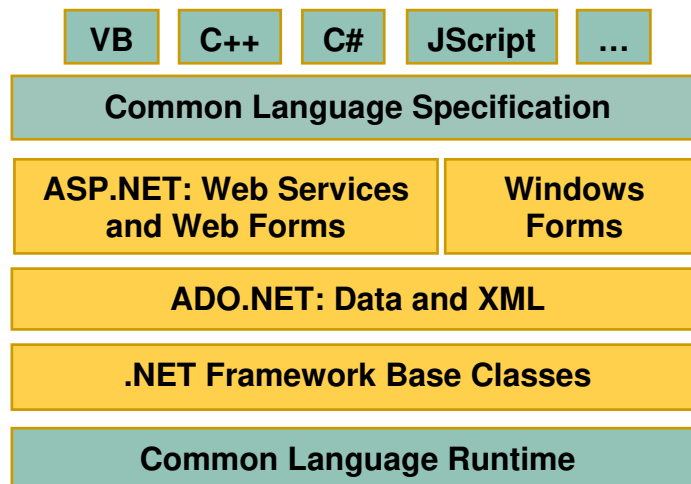 VB C++ C# JScript …
Common Language Specification
ASP.NET: Web Services
and Web Forms
Windows
Forms
ADO.NET: Data and XML
.NET Framework Base Classes
Common Language Runtime